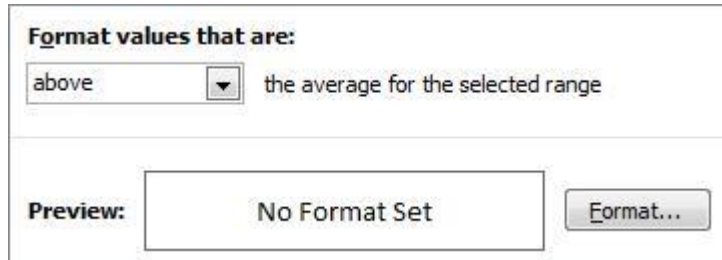 Format values that are:
above the average for the selected range
Preview: No Format Set Format...